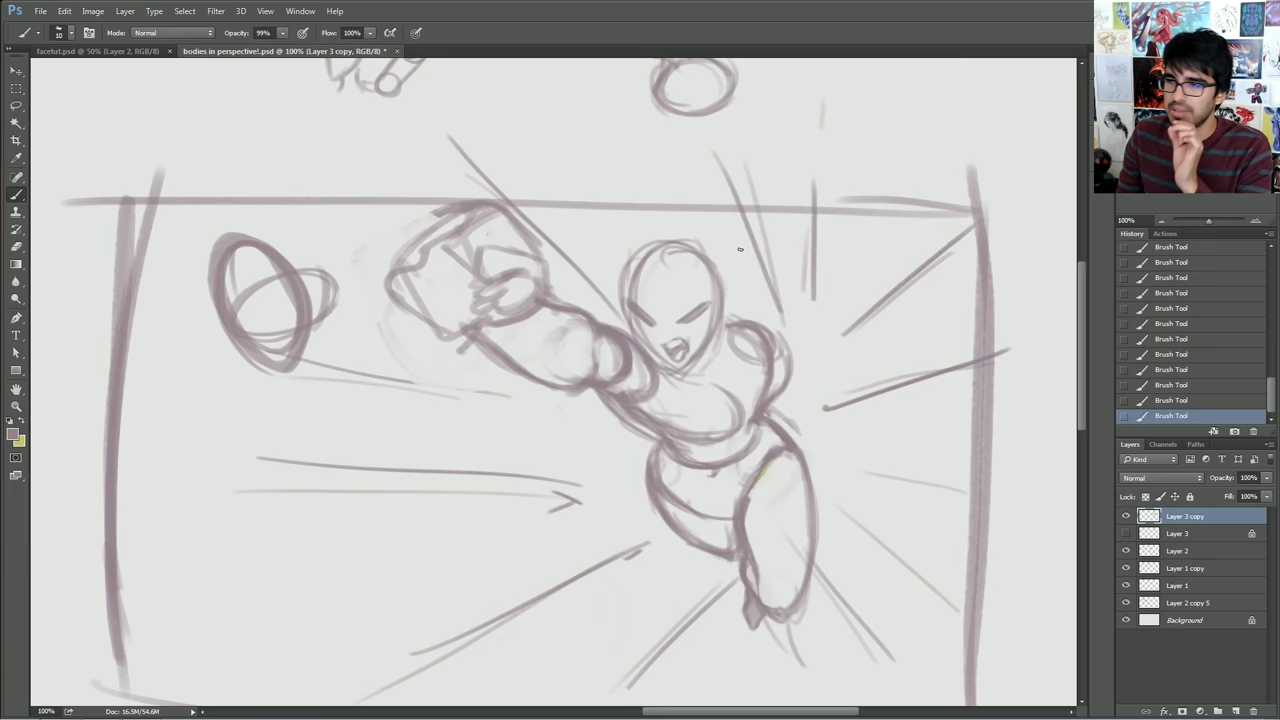 Ps File Edit Image Layer Type Select Filter 3D View Window Help
10 Mode: Normal Opacity: 99% Flow: 100%
facetut.psd @ 50% (Layer 2, RGB/8) × bodies in perspective!.psd @ 100% (Layer 3 copy, RGB/8) * ×
100%
History Actions
Brush Tool
Brush Tool
Brush Tool
Brush Tool
Brush Tool
Brush Tool
Brush Tool
Brush Tool
Brush Tool
Brush Tool
Brush Tool
Brush Tool
Layers Channels Paths
Kind
Normal Opacity: 100%
Lock: Fill: 100%
Layer 3 copy
Layer 3
Layer 2
Layer 1 copy
Layer 1
Layer 2 copy 5
Background
100% Doc: 16.5M/54.6M
fx